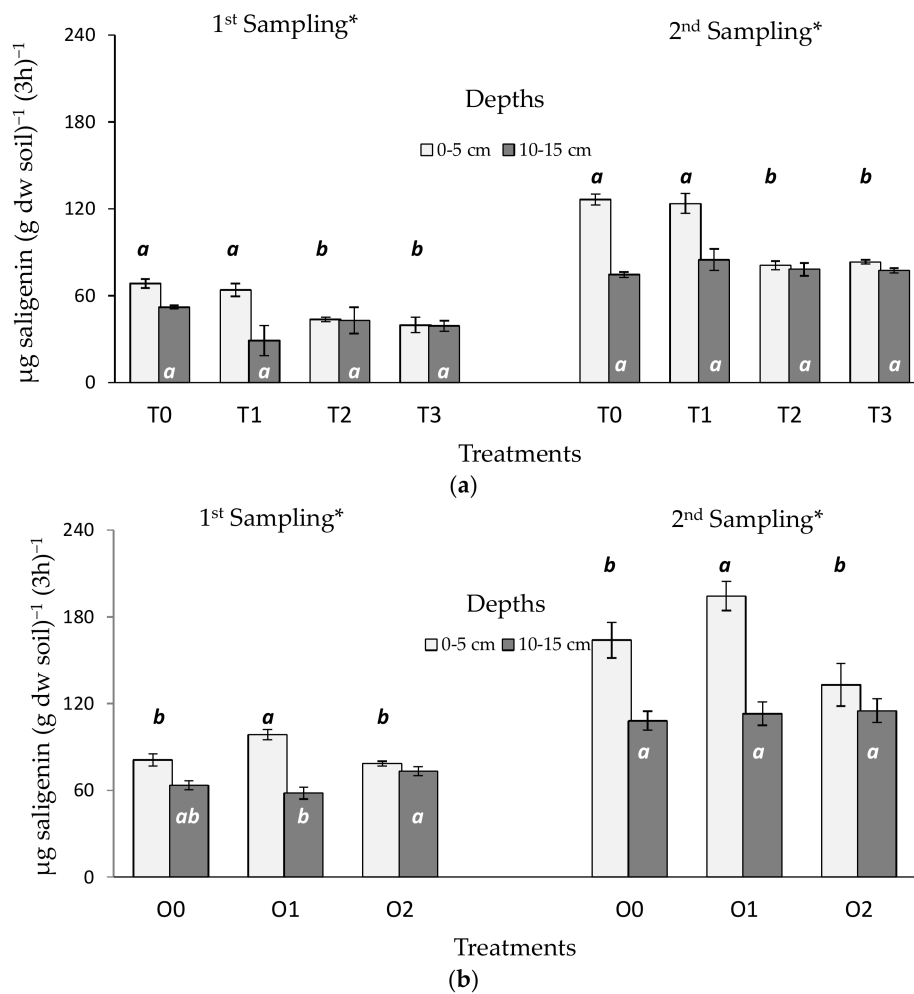 1st Sampling*
2nd Sampling*
240
180
120
60
0
µg saligenin (g dw soil)⁻¹ (3h)⁻¹
Depths
0-5 cm 10-15 cm
a a b b a a b b
a a a a a a a a
T0 T1 T2 T3 T0 T1 T2 T3
Treatments
(a)
1st Sampling*
2nd Sampling*
240
180
120
60
0
µg saligenin (g dw soil)⁻¹ (3h)⁻¹
Depths
0-5 cm 10-15 cm
b a b b a b
ab b a a a a
O0 O1 O2 O0 O1 O2
Treatments
(b)